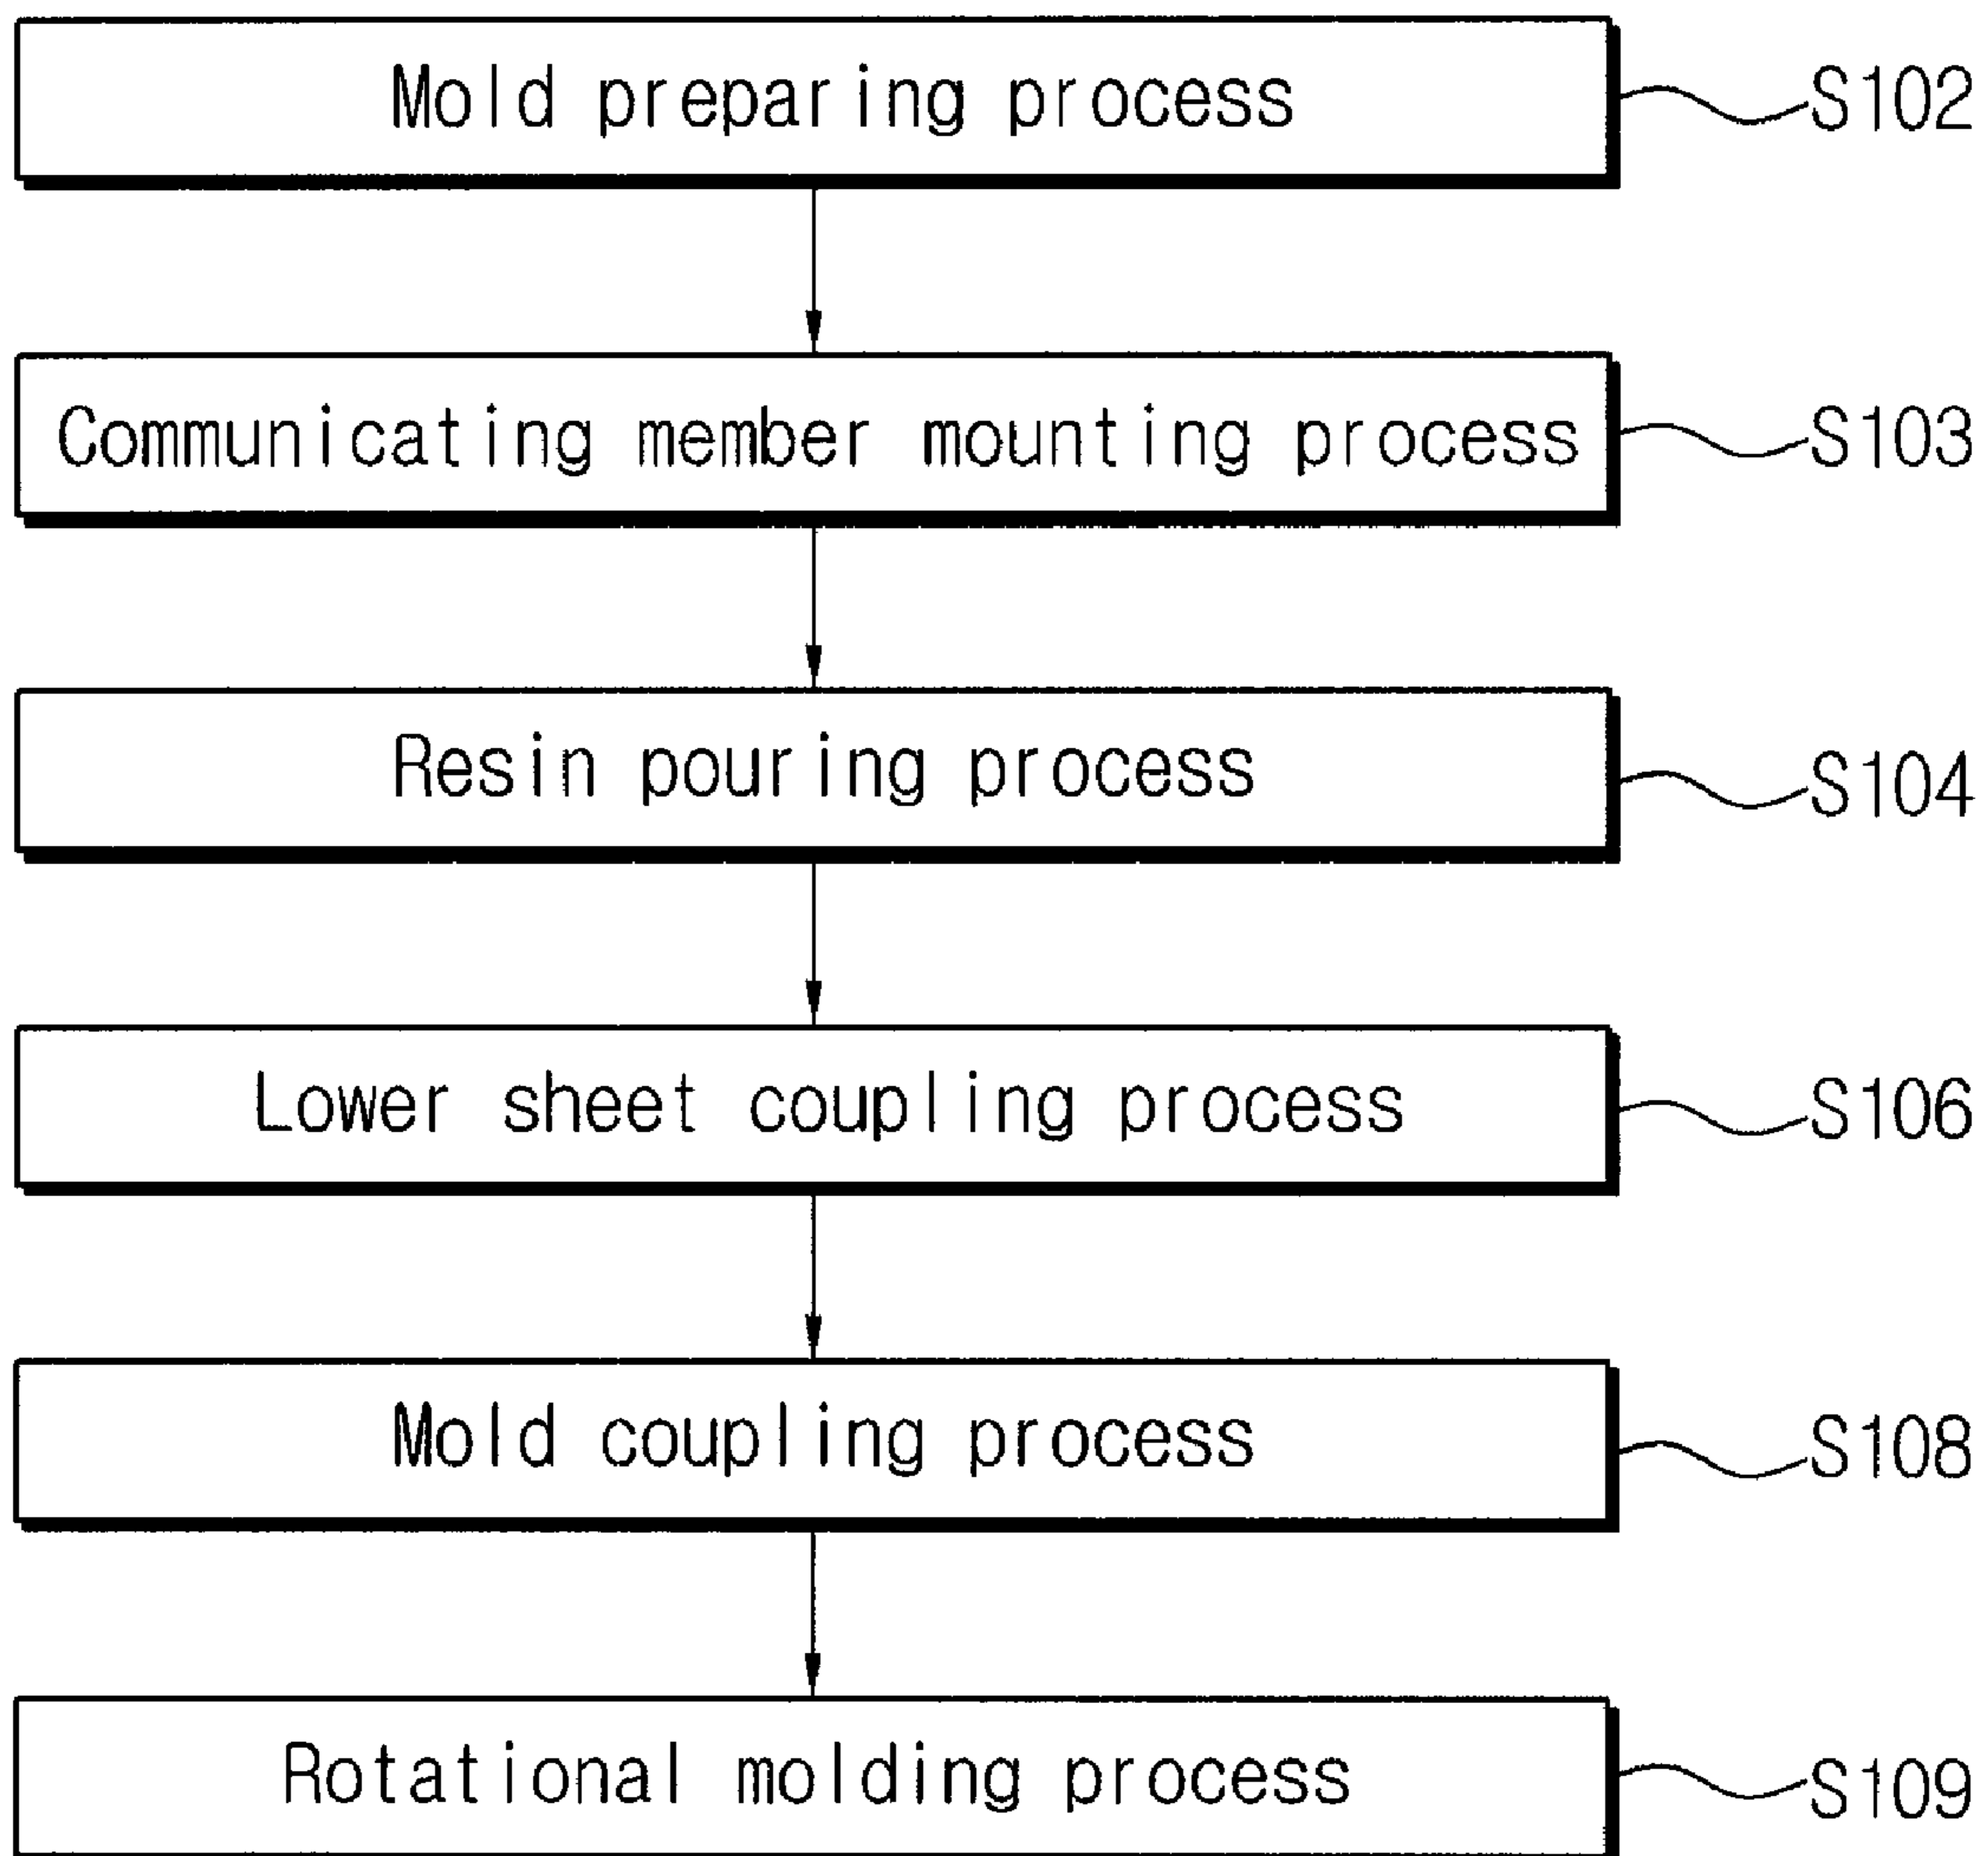 Mold preparing process S102
Communicating member mounting process S103
Resin pouring process S104
Lower sheet coupling process S106
Mold coupling process S108
Rotational molding process S109